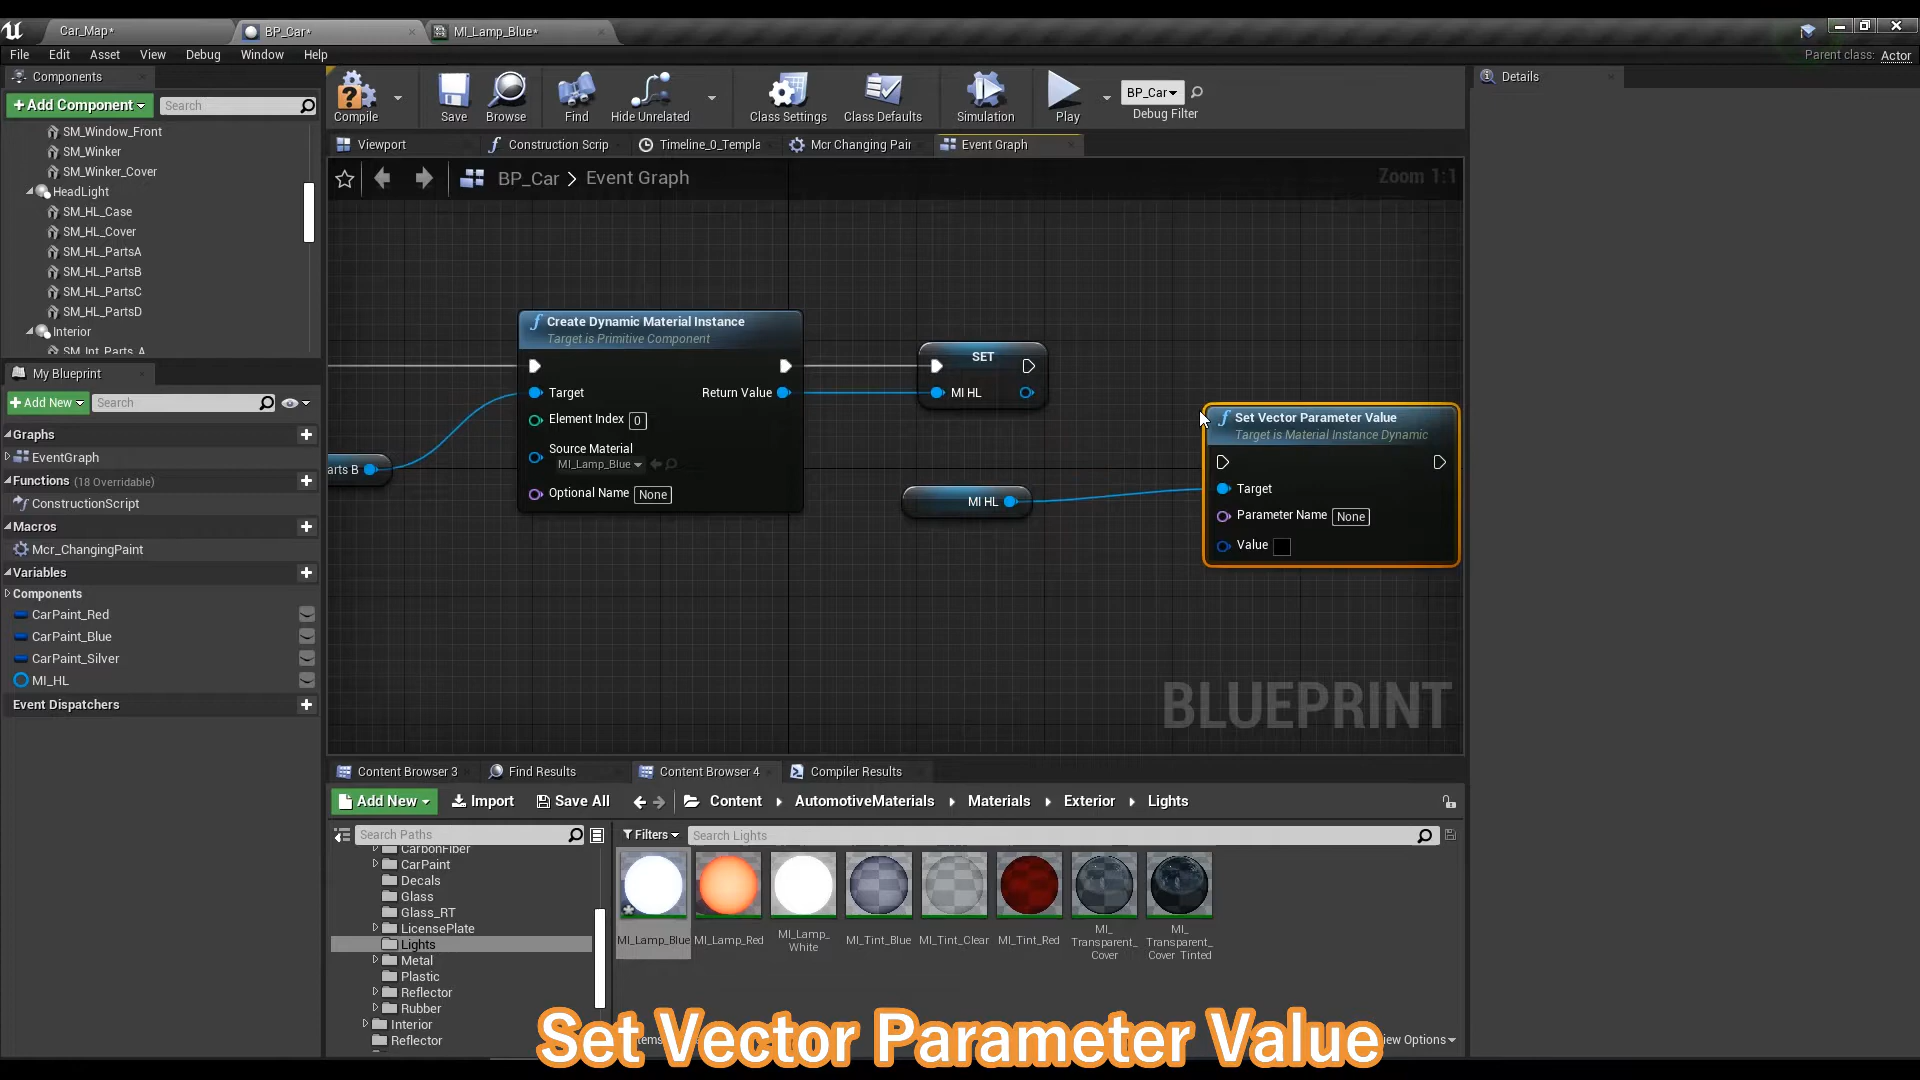 Car_Map*
BP_Car*
MI_Lamp_Blue*
File Edit Asset View Debug Window Help
Parent class: Actor
Components
Details
Add Component
Search
SM_Window_Front
SM_Winker
SM_Winker_Cover
HeadLight
SM_HL_Case
SM_HL_Cover
SM_HL_PartsA
SM_HL_PartsB
SM_HL_PartsC
SM_HL_PartsD
Interior
SM_Int_Parts_A
Compile Save Browse Find Hide Unrelated Class Settings Class Defaults Simulation Play
BP_Car
Debug Filter
Viewport
Construction Scrip
Timeline_0_Templa
Mcr Changing Pair
Event Graph
BP_Car > Event Graph
Zoom 1:1
Create Dynamic Material Instance
Target is Primitive Component
Target
Return Value
Element Index 0
Source Material
MI_Lamp_Blue
Optional Name None
arts B
SET
MI HL
MI HL
Set Vector Parameter Value
Target is Material Instance Dynamic
Target
Parameter Name None
Value
BLUEPRINT
My Blueprint
Add New
Search
Graphs
EventGraph
Functions (18 Overridable)
ConstructionScript
Macros
Mcr_ChangingPaint
Variables
Components
CarPaint_Red
CarPaint_Blue
CarPaint_Silver
MI_HL
Event Dispatchers
Content Browser 3
Find Results
Content Browser 4
Compiler Results
Add New
Import
Save All
Content
AutomotiveMaterials
Materials
Exterior
Lights
Search Paths
Filters
Search Lights
CarbonFiber
CarPaint
Decals
Glass
Glass_RT
LicensePlate
Lights
Metal
Plastic
Reflector
Rubber
Interior
Reflector
MI_Lamp_Blue
MI_Lamp_Red
MI_Lamp_
White
MI_Tint_Blue
MI_Tint_Clear
MI_Tint_Red
MI_
Transparent_
Cover
MI_
Transparent_
Cover_Tinted
Set Vector Parameter Value
iew Options